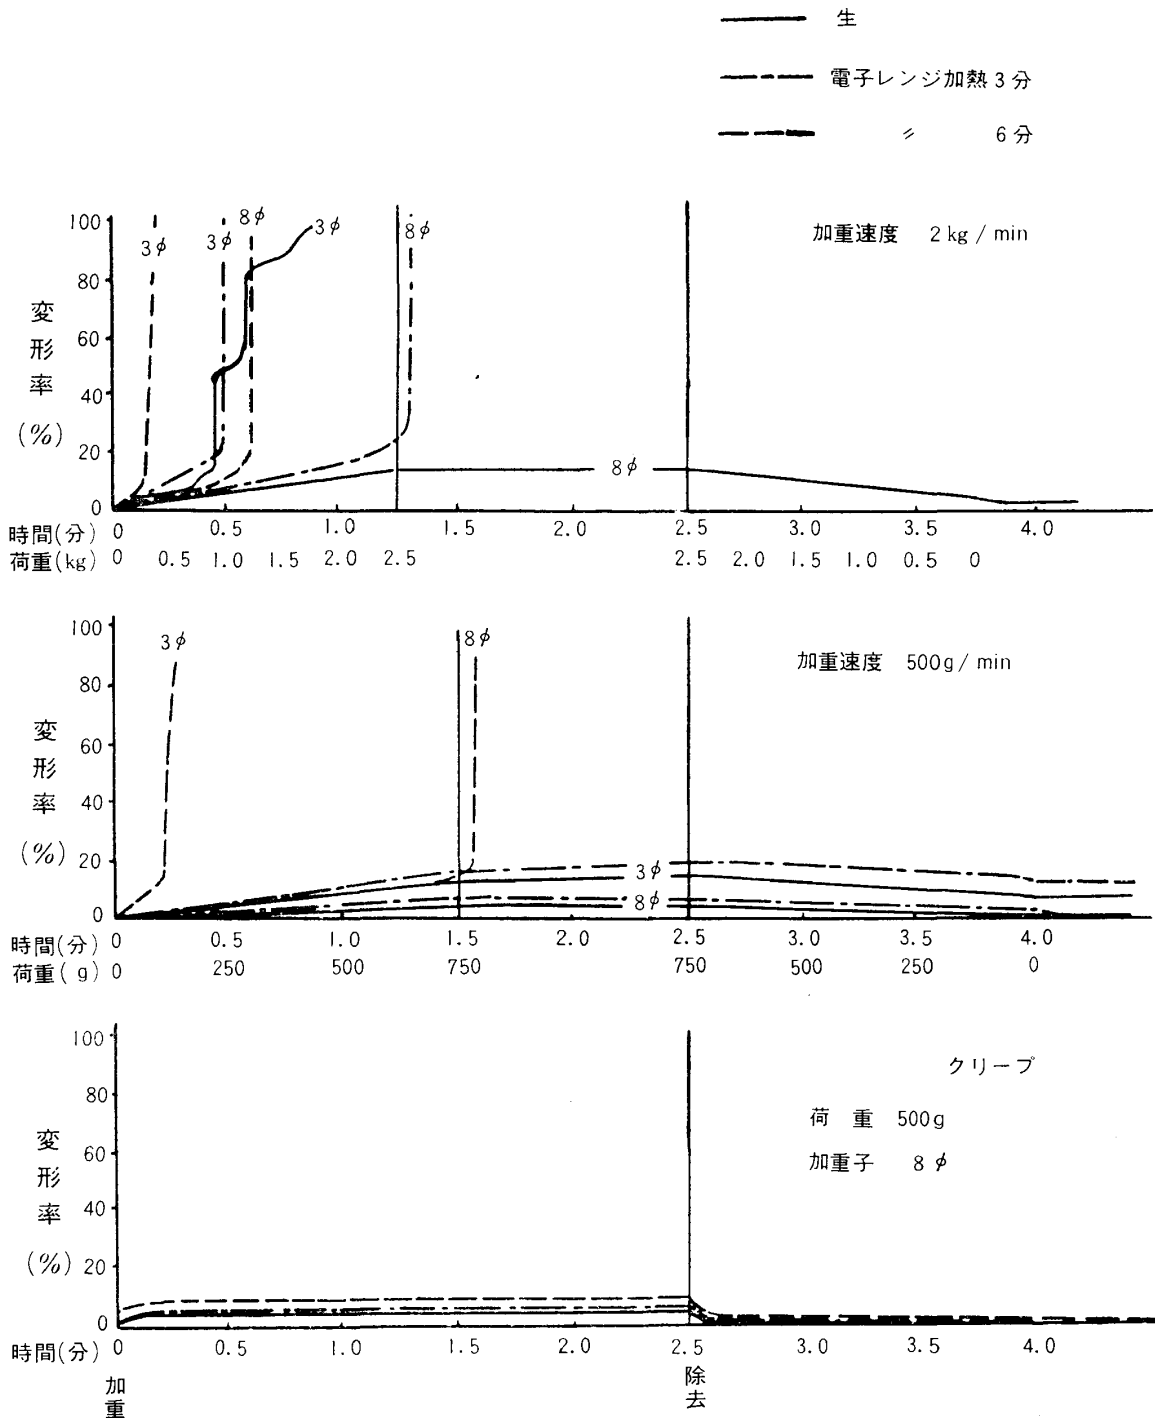 生
電子レンジ加熱3分
〃 6分
加重速度 2kg/min
変形率(%)
100
80
60
40
20
0
3φ
3φ
8φ
3φ
8φ
8φ
時間(分) 0 0.5 1.0 1.5 2.0 2.5 3.0 3.5 4.0
荷重(kg) 0 0.5 1.0 1.5 2.0 2.5 2.5 2.0 1.5 1.0 0.5 0
加重速度 500g/min
変形率(%)
100
80
60
40
20
0
3φ
8φ
3φ
8φ
時間(分) 0 0.5 1.0 1.5 2.0 2.5 3.0 3.5 4.0
荷重(g) 0 250 500 750 750 500 250 0
クリープ
荷重 500g
加重子 8φ
変形率(%)
100
80
60
40
20
0
時間(分) 0 0.5 1.0 1.5 2.0 2.5 3.0 3.5 4.0
加重
除去